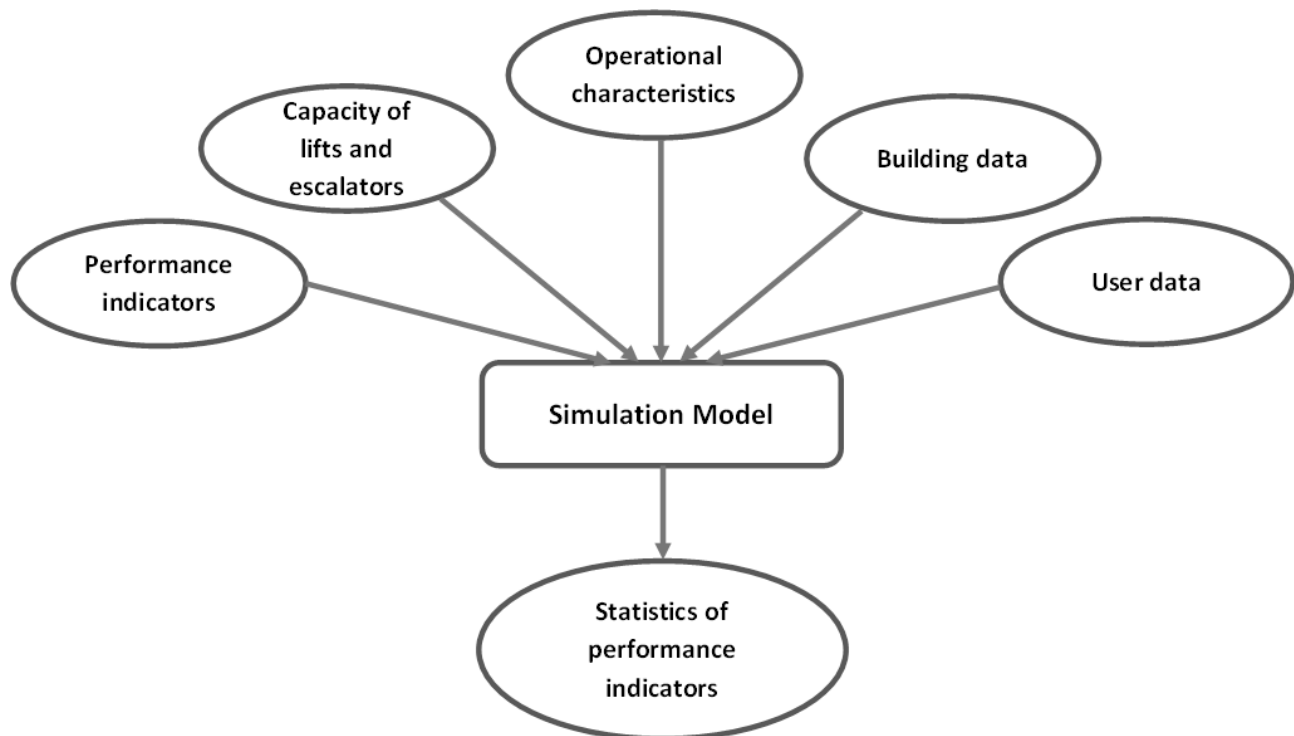 Operational
characteristics
Capacity of
lifts and
escalators
Building data
Performance
indicators
User data
Simulation Model
Statistics of
performance
indicators